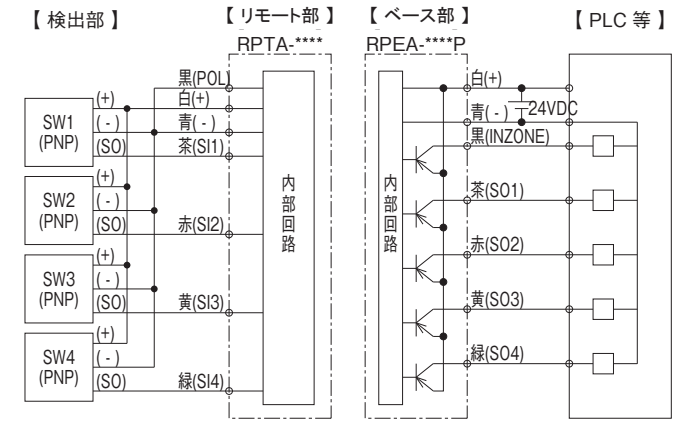 【 検出部 】
【 リモート部 】
【 ベース部 】
【 PLC 等 】
RPTA-****
RPEA-****P
黒(POL)
白(+)
青( - )
茶(SI1)
赤(SI2)
黄(SI3)
緑(SI4)
SW1
(PNP)
(+)
( - )
(SO)
SW2
(PNP)
(+)
( - )
(SO)
SW3
(PNP)
(+)
( - )
(SO)
SW4
(PNP)
(+)
( - )
(SO)
内部回路
内部回路
白(+)
青( - )
24VDC
黒(INZONE)
茶(SO1)
赤(SO2)
黄(SO3)
緑(SO4)